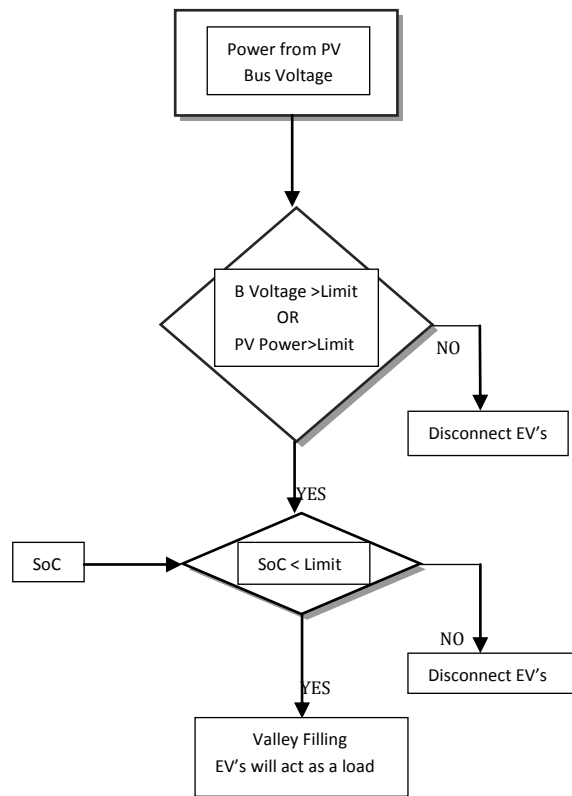 Power from PV
Bus Voltage
B Voltage >Limit
OR
PV Power>Limit
NO
Disconnect EV's
YES
SoC
SoC < Limit
NO
Disconnect EV's
YES
Valley Filling
EV's will act as a load